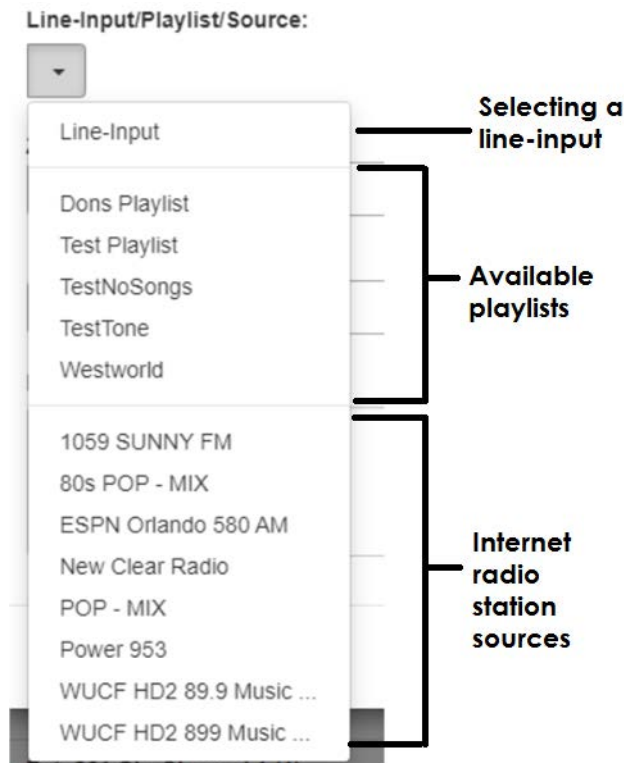 Line-Input/Playlist/Source:
Line-Input
Selecting a
line-input
Dons Playlist
Test Playlist
TestNoSongs
TestTone
Westworld
Available
playlists
1059 SUNNY FM
80s POP - MIX
ESPN Orlando 580 AM
New Clear Radio
POP - MIX
Power 953
WUCF HD2 89.9 Music ...
WUCF HD2 899 Music ...
Internet
radio
station
sources